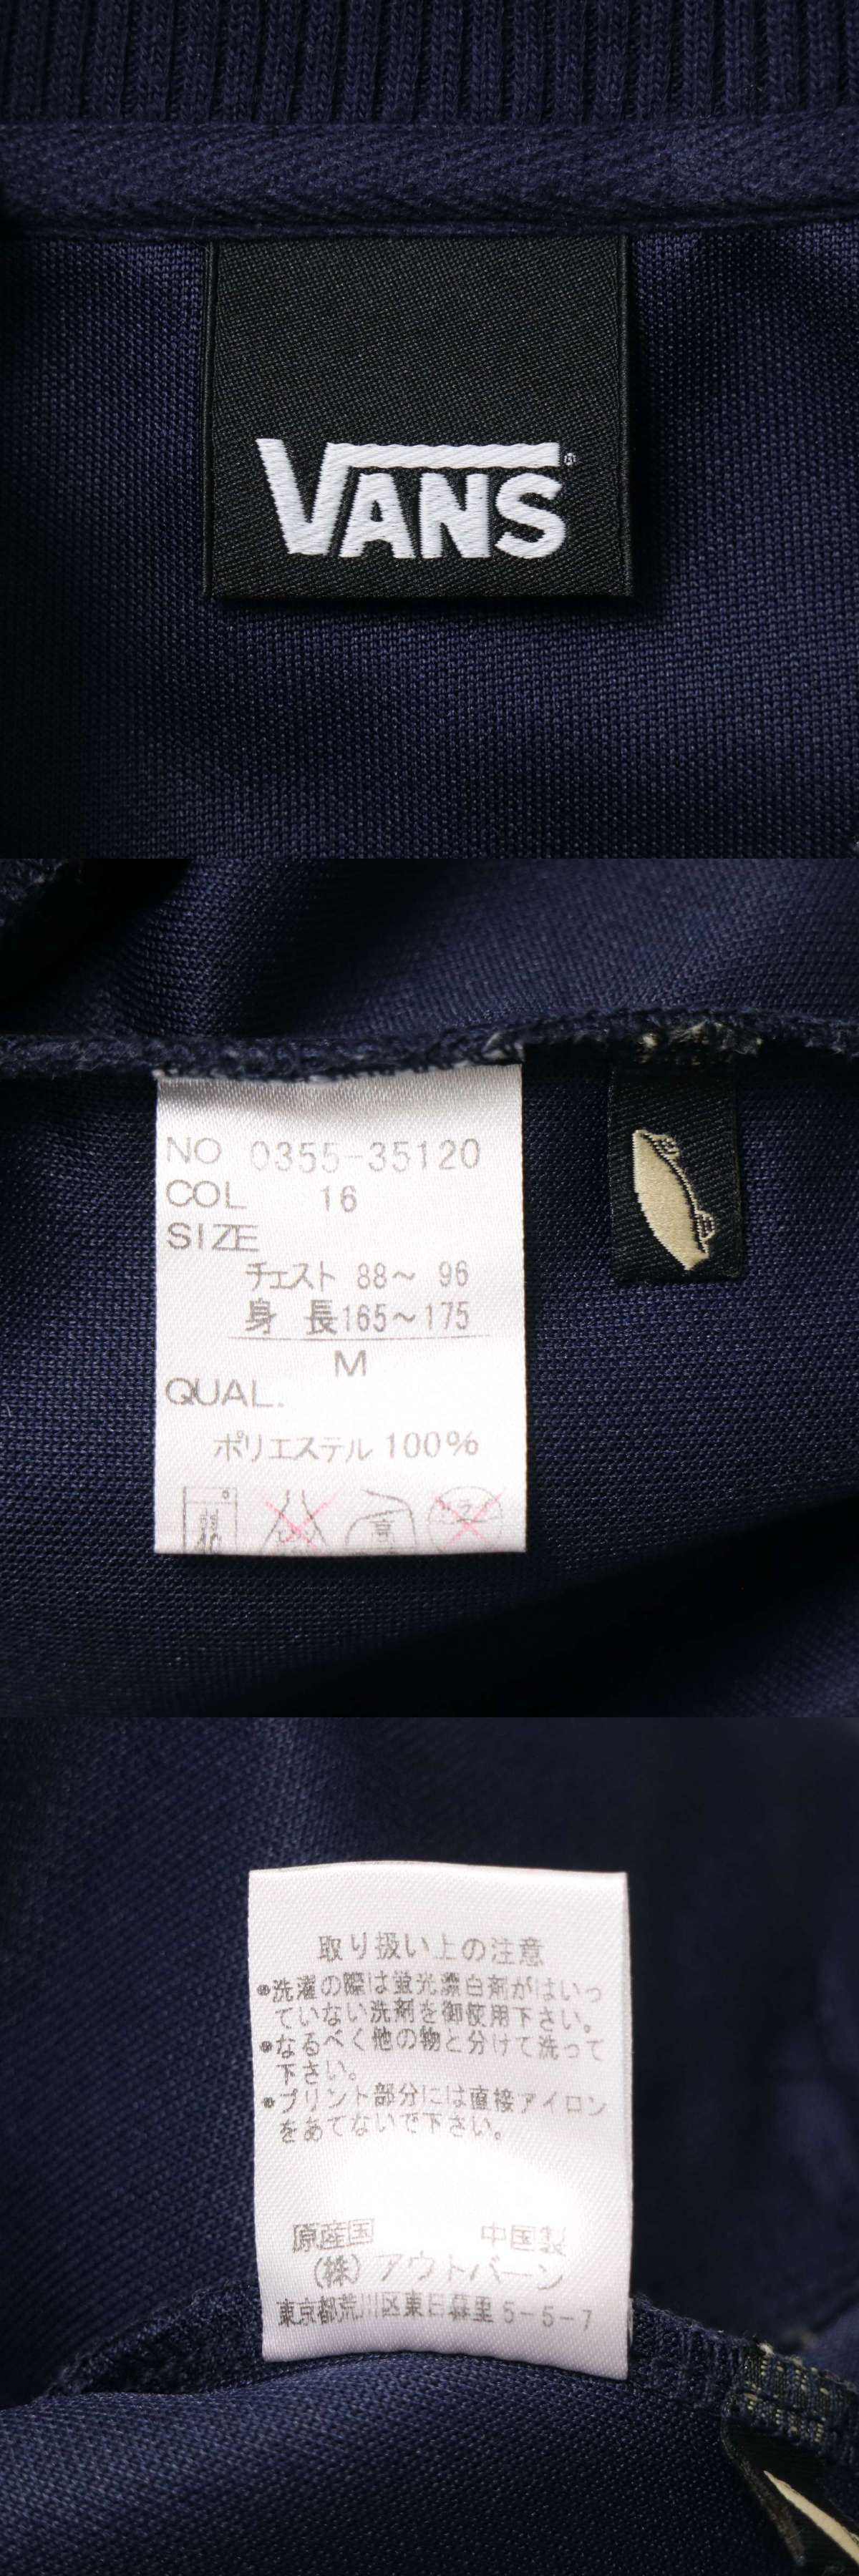 VANS®
NO 0355-35120
COL 16
SIZE
チェスト 88～ 96
身 長165～175
M
QUAL.
ポリエステル 100%
取り扱い上の注意
●洗濯の際は蛍光漂白剤がはいっ
ていない洗剤を御使用下さい。
●なるべく他の物と分けて洗って
下さい。
●プリント部分には直接アイロン
をあてないで下さい。
原産国 中国製
(株) アウトバーン
東京都荒川区東日暮里 5-5-7